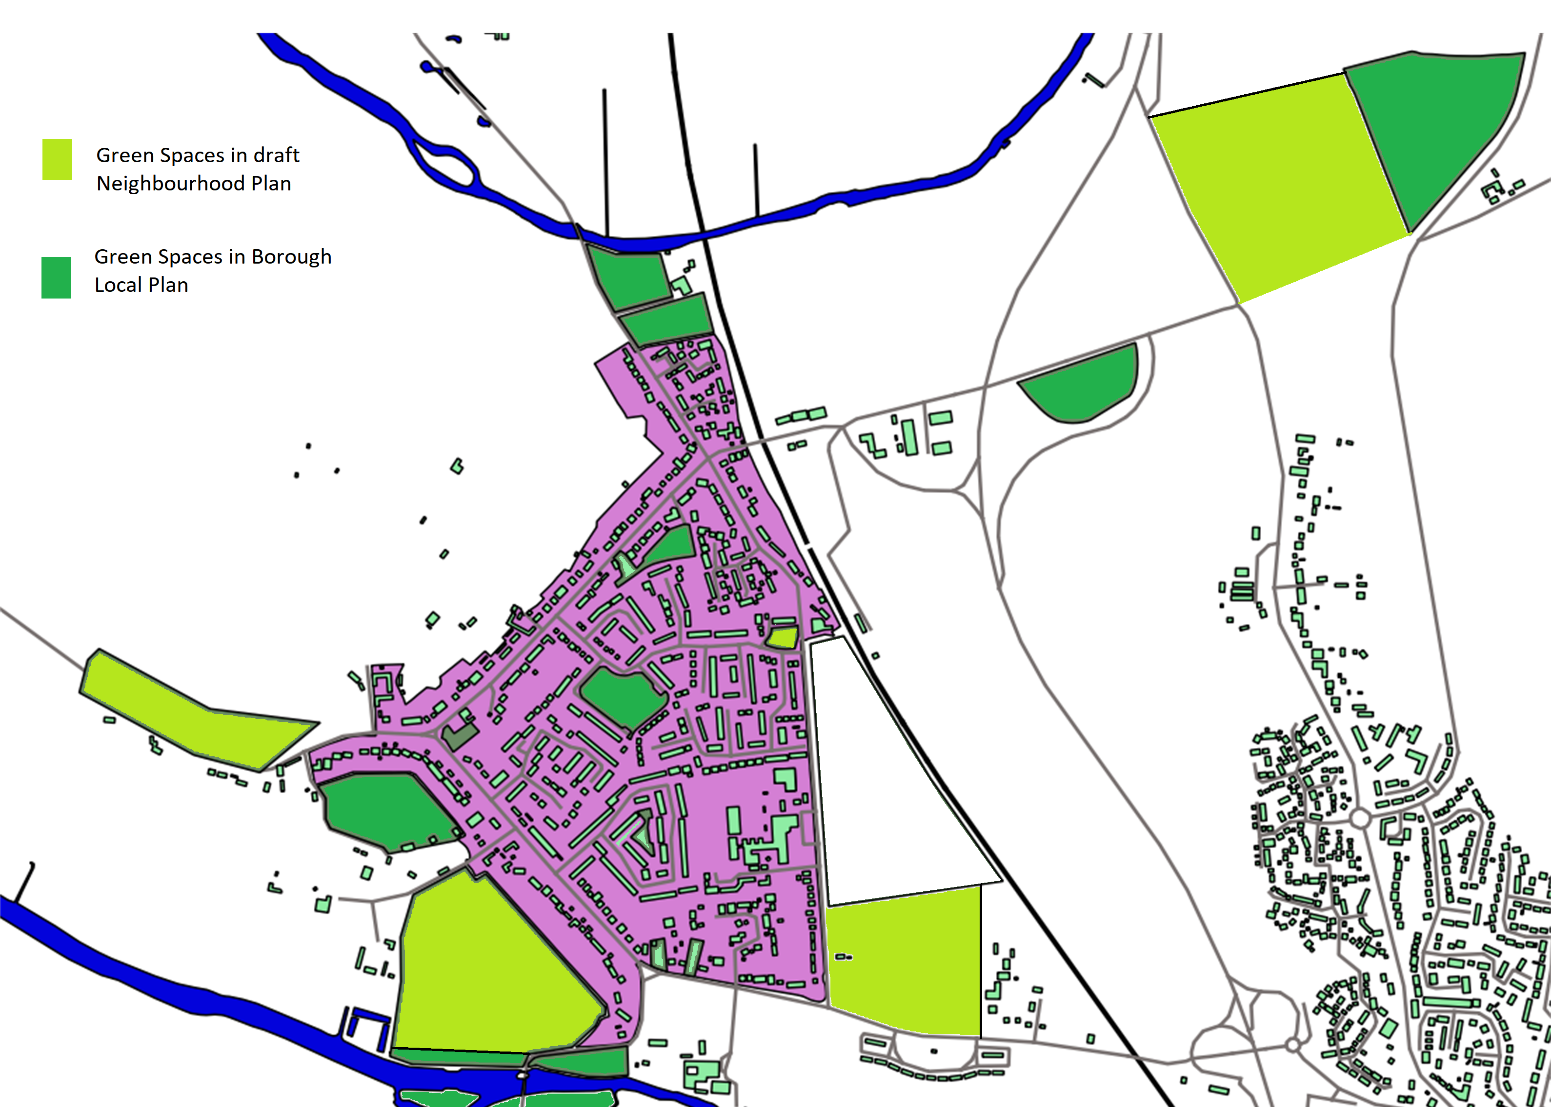 Green Spaces in draft
Neighbourhood Plan
Green Spaces in Borough
Local Plan